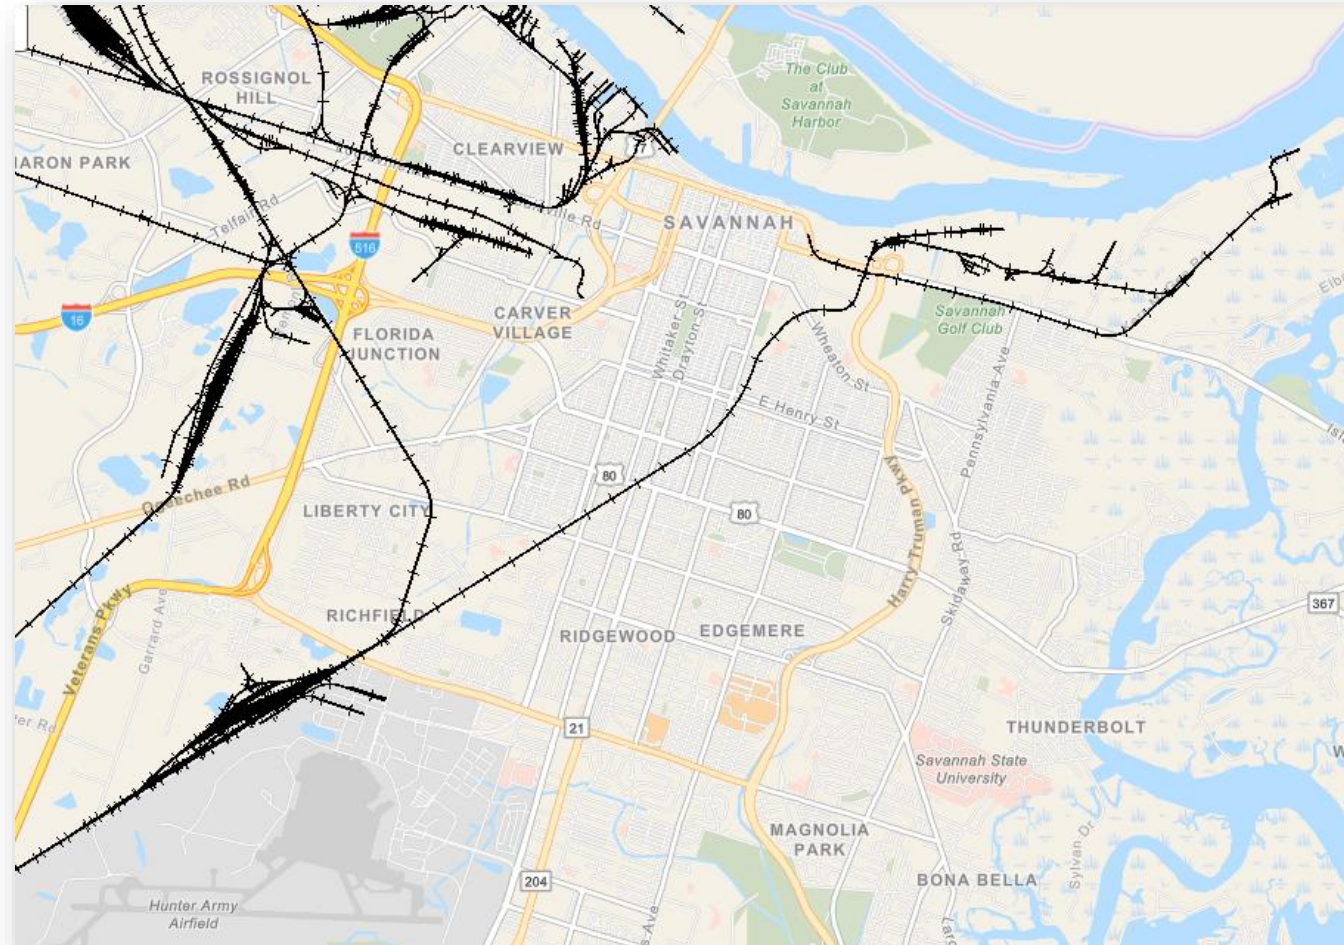 The Club
at
Savannah
Harbor
ROSSIGNOL
HILL
CLEARVIEW
17
ARON PARK
Telfair Rd
SAVANNAH
516
16
CARVER
VILLAGE
FLORIDA
JUNCTION
Whitaker St
Drayton St
Wheaton St
Savannah
Golf Club
Pennsylvania Ave
E Henry St
80
Ogeechee Rd
80
LIBERTY CITY
Harry Truman Pkwy
Skidaway Rd
Veterans Pkwy
Garrard Ave
RICHFIELD
RIDGEWOOD
EDGEMERE
367
21
THUNDERBOLT
Savannah State
University
MAGNOLIA
PARK
Sylvan Dr
204
BONA BELLA
Hunter Army
Airfield